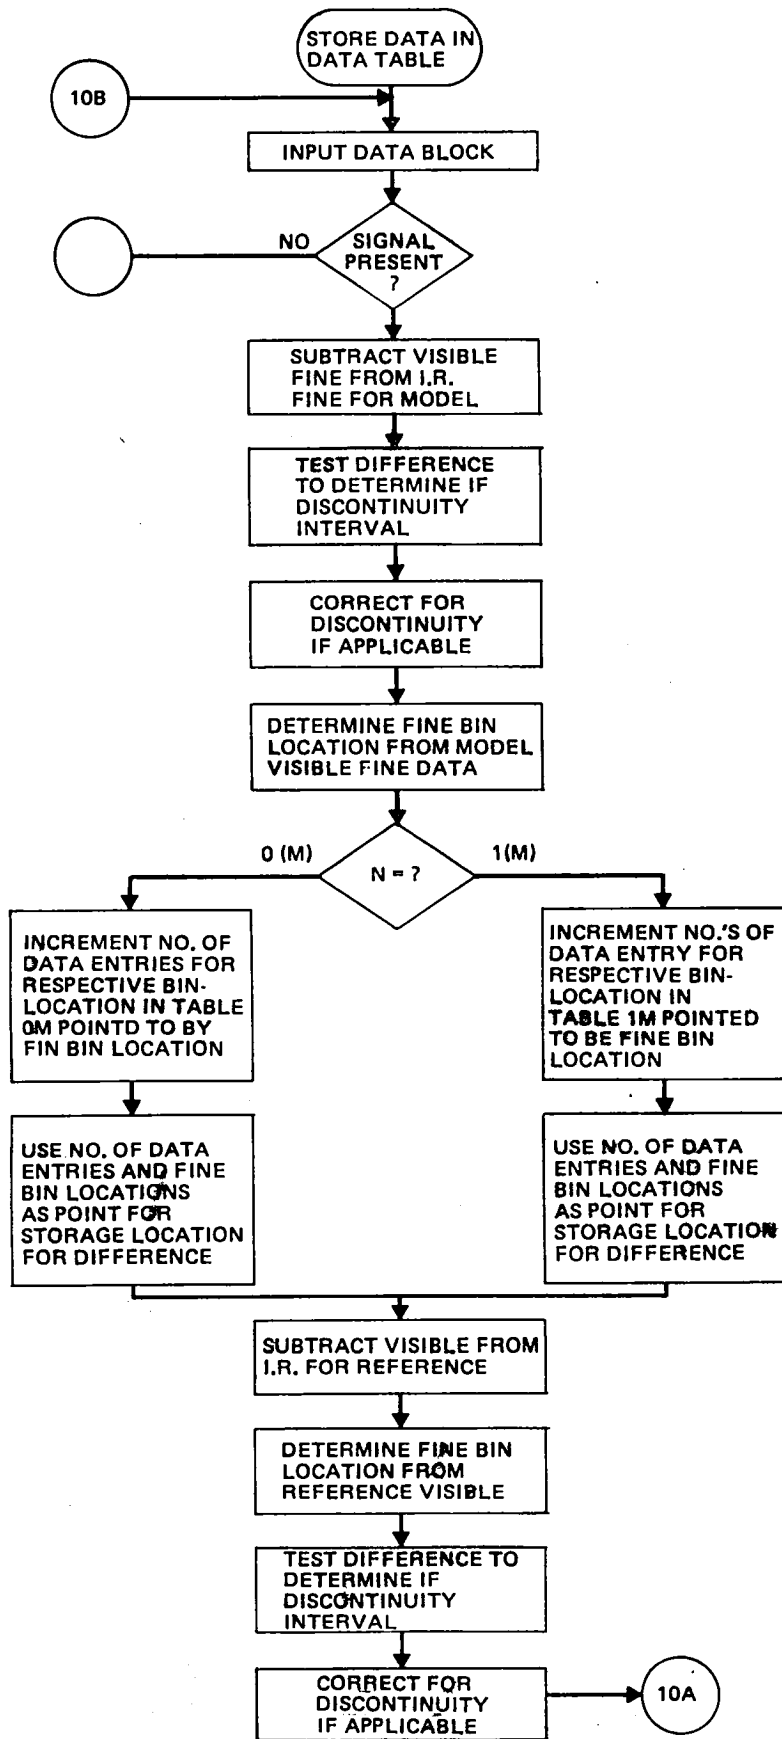 STORE DATA IN
DATA TABLE
10B
INPUT DATA BLOCK
NO
SIGNAL
PRESENT
?
SUBTRACT VISIBLE
FINE FROM I.R.
FINE FOR MODEL
TEST DIFFERENCE
TO DETERMINE IF
DISCONTINUITY
INTERVAL
CORRECT FOR
DISCONTINUITY
IF APPLICABLE
DETERMINE FINE BIN
LOCATION FROM MODEL
VISIBLE FINE DATA
0 (M)
N = ?
1(M)
INCREMENT NO. OF
DATA ENTRIES FOR
RESPECTIVE BIN-
LOCATION IN TABLE
0M POINTD TO BY
FIN BIN LOCATION
INCREMENT NO.'S OF
DATA ENTRY FOR
RESPECTIVE BIN-
LOCATION IN
TABLE 1M POINTED
TO BE FINE BIN
LOCATION
USE NO. OF DATA
ENTRIES AND FINE
BIN LOCATIONS
AS POINT FOR
STORAGE LOCATION
FOR DIFFERENCE
USE NO. OF DATA
ENTRIES AND FINE
BIN LOCATIONS
AS POINT FOR
STORAGE LOCATION
FOR DIFFERENCE
SUBTRACT VISIBLE FROM
I.R. FOR REFERENCE
DETERMINE FINE BIN
LOCATION FROM
REFERENCE VISIBLE
TEST DIFFERENCE TO
DETERMINE IF
DISCONTINUITY
INTERVAL
CORRECT FOR
DISCONTINUITY
IF APPLICABLE
10A